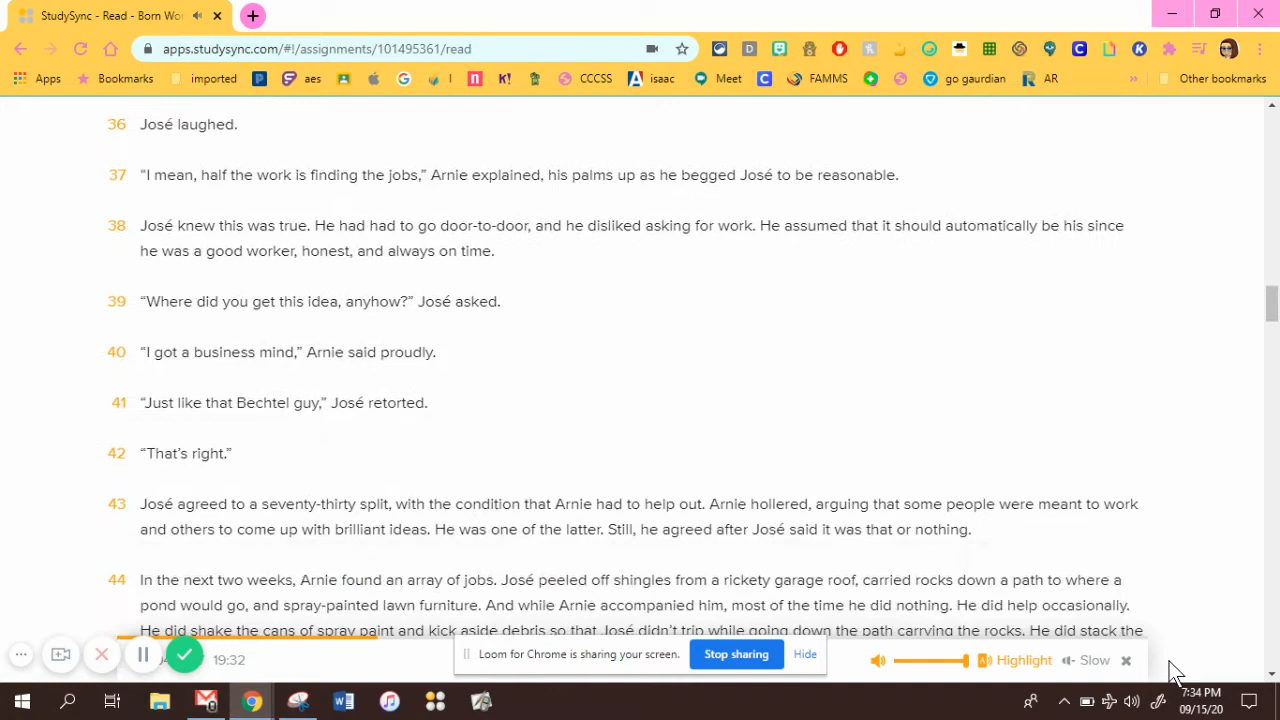 StudySync - Read - Born Wo
apps.studysync.com/#!/assignments/101495361/read
Apps Bookmarks imported aes G I n K! CCCSS isaac Meet FAMMS go gaurdian AR » Other bookmarks
36 José laughed.
37 “I mean, half the work is finding the jobs,” Arnie explained, his palms up as he begged José to be reasonable.
38 José knew this was true. He had had to go door-to-door, and he disliked asking for work. He assumed that it should automatically be his since
he was a good worker, honest, and always on time.
39 “Where did you get this idea, anyhow?” José asked.
40 “I got a business mind,” Arnie said proudly.
41 “Just like that Bechtel guy,” José retorted.
42 “That’s right.”
43 José agreed to a seventy-thirty split, with the condition that Arnie had to help out. Arnie hollered, arguing that some people were meant to work
and others to come up with brilliant ideas. He was one of the latter. Still, he agreed after José said it was that or nothing.
44 In the next two weeks, Arnie found an array of jobs. José peeled off shingles from a rickety garage roof, carried rocks down a path to where a
pond would go, and spray-painted lawn furniture. And while Arnie accompanied him, most of the time he did nothing. He did help occasionally.
He did shake the cans of spray paint and kick aside debris so that José didn’t trip while going down the path carrying the rocks. He did stack the
19:32
Loom for Chrome is sharing your screen. Stop sharing Hide
Highlight Slow
7:34 PM
09/15/20